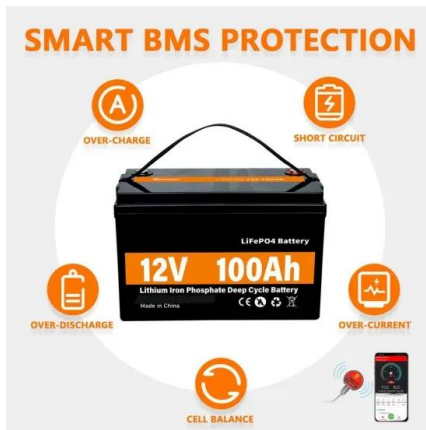 SMART BMS PROTECTION
A
OVER-CHARGE
SHORT CIRCUIT
LiFePO4 Battery
12V 100Ah
Lithium Iron Phosphate Deep Cycle Battery
Made in China
CE
OVER-DISCHARGE
OVER-CURRENT
CELL BALANCE